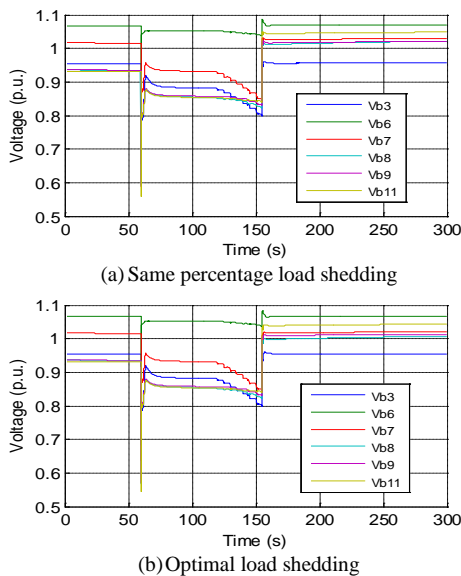 1.1
1
0.9
0.8
0.7
0.6
0.5
Voltage (p.u.)
Vb3
Vb6
Vb7
Vb8
Vb9
Vb11
0 50 100 150 200 250 300
Time (s)
(a) Same percentage load shedding
1.1
1
0.9
0.8
0.7
0.6
0.5
Voltage (p.u.)
Vb3
Vb6
Vb7
Vb8
Vb9
Vb11
0 50 100 150 200 250 300
Time (s)
(b) Optimal load shedding